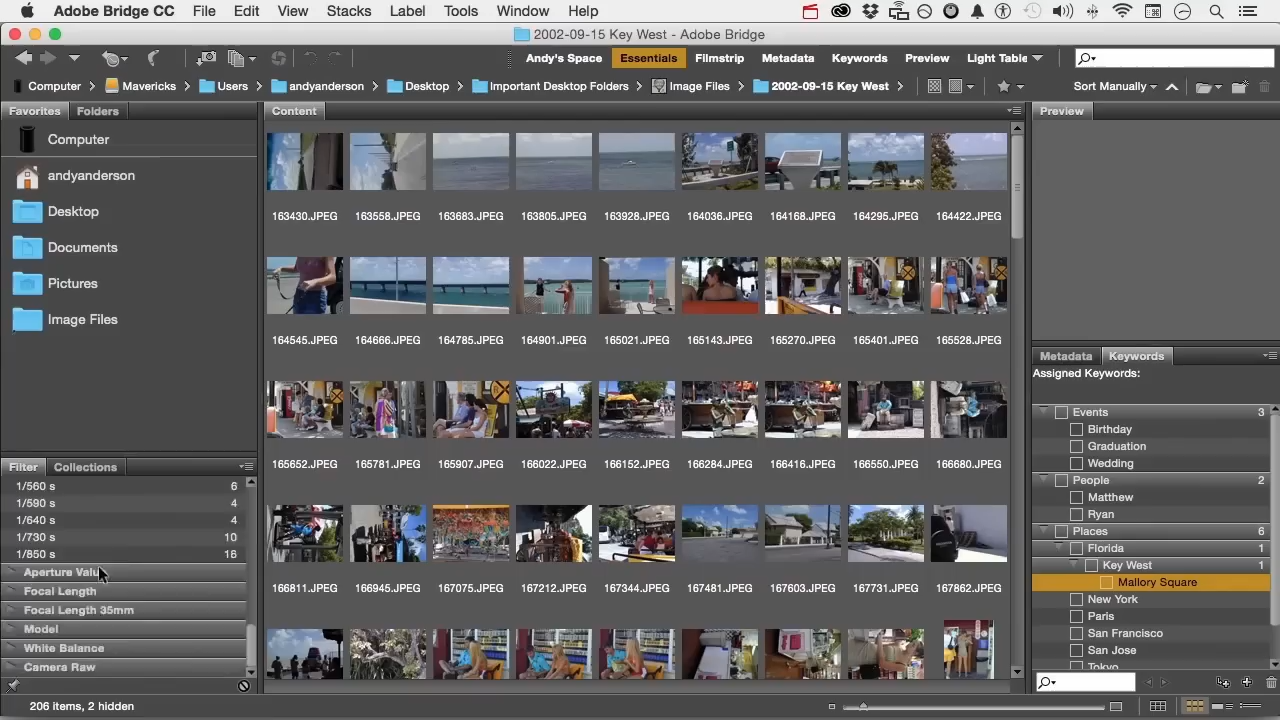 Adobe Bridge CC File Edit View Stacks Label Tools Window Help
2002-09-15 Key West - Adobe Bridge
Andy's Space Essentials Filmstrip Metadata Keywords Preview Light Table
Computer Mavericks Users andyanderson Desktop Important Desktop Folders Image Files 2002-09-15 Key West Sort Manually
Favorites Folders
Computer
andyanderson
Desktop
Documents
Pictures
Image Files
Filter Collections
1/560 s 6
1/590 s 4
1/640 s 4
1/730 s 10
1/850 s 16
Aperture Valu
Focal Length
Focal Length 35mm
Model
White Balance
Camera Raw
206 items, 2 hidden
Content
163430.JPEG 163558.JPEG 163683.JPEG 163805.JPEG 163928.JPEG 164036.JPEG 164168.JPEG 164295.JPEG 164422.JPEG
164545.JPEG 164666.JPEG 164785.JPEG 164901.JPEG 165021.JPEG 165143.JPEG 165270.JPEG 165401.JPEG 165528.JPEG
165652.JPEG 165781.JPEG 165907.JPEG 166022.JPEG 166152.JPEG 166284.JPEG 166416.JPEG 166550.JPEG 166680.JPEG
166811.JPEG 166945.JPEG 167075.JPEG 167212.JPEG 167344.JPEG 167481.JPEG 167603.JPEG 167731.JPEG 167862.JPEG
Preview
Metadata Keywords
Assigned Keywords:
Events 3
Birthday
Graduation
Wedding
People 2
Matthew
Ryan
Places 6
Florida 1
Key West 1
Mallory Square
New York
Paris
San Francisco
San Jose
Tokyo